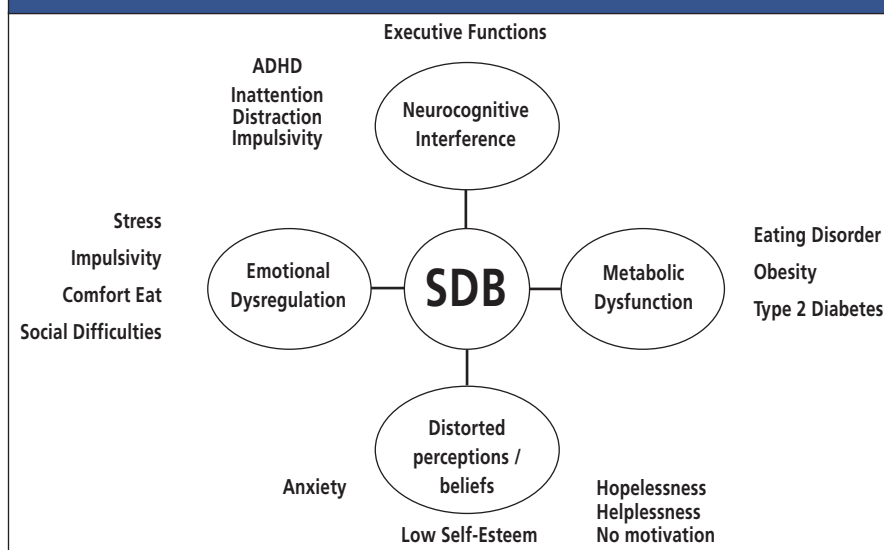 Executive Functions
ADHD
Inattention
Distraction
Impulsivity
Neurocognitive
Interference
Stress
Impulsivity
Comfort Eat
Social Difficulties
Emotional
Dysregulation
SDB
Metabolic
Dysfunction
Eating Disorder
Obesity
Type 2 Diabetes
Distorted
perceptions /
beliefs
Anxiety
Low Self-Esteem
Hopelessness
Helplessness
No motivation